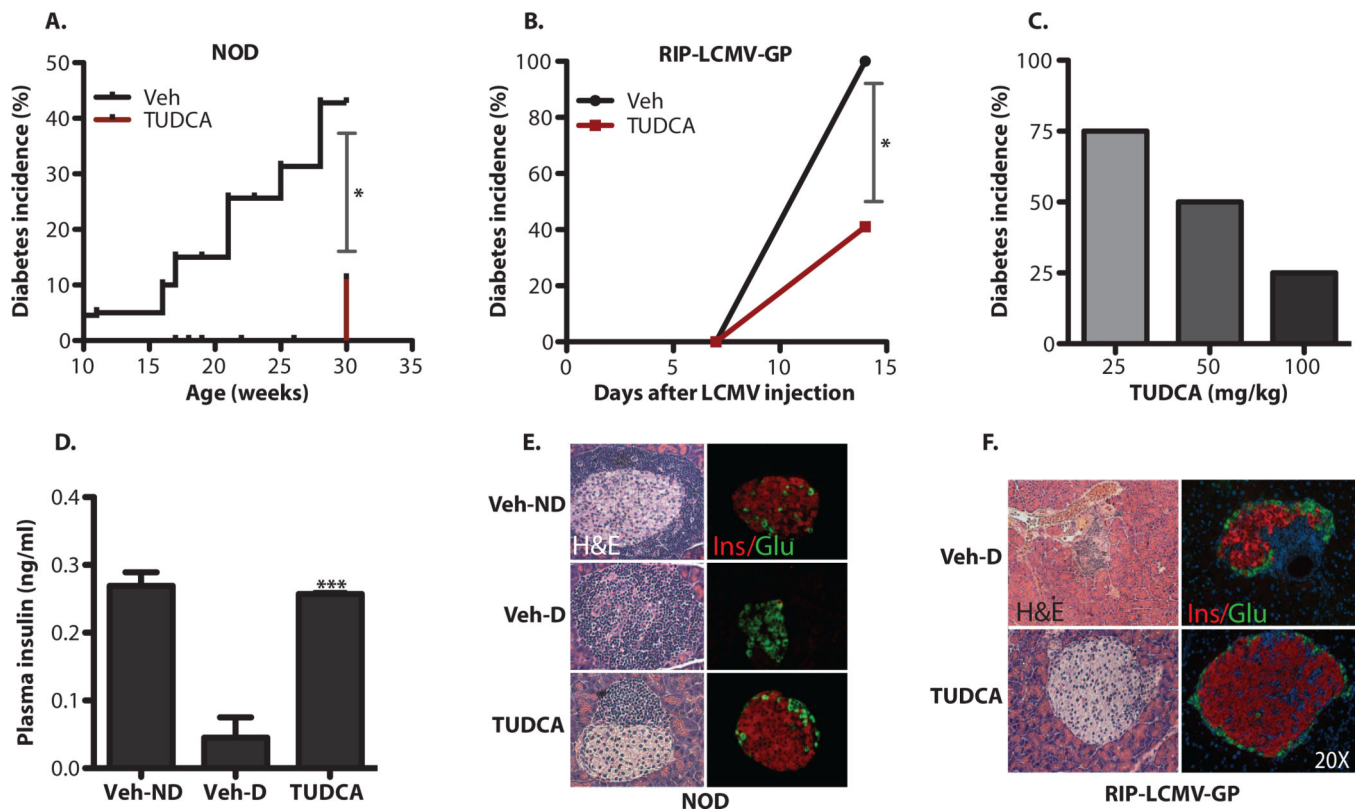 A.
NOD
Diabetes incidence (%)
50
40
30
20
10
0
Veh
TUDCA
*
10 15 20 25 30 35
Age (weeks)
B.
RIP-LCMV-GP
Diabetes incidence (%)
100
80
60
40
20
0
Veh
TUDCA
*
0 5 10 15
Days after LCMV injection
C.
Diabetes incidence (%)
100
75
50
25
0
25 50 100
TUDCA (mg/kg)
D.
Plasma insulin (ng/ml)
0.4
0.3
0.2
0.1
0.0
***
Veh-ND Veh-D TUDCA
E.
Veh-ND
H&E
Ins/Glu
Veh-D
TUDCA
NOD
F.
Veh-D
H&E
Ins/Glu
TUDCA
20X
RIP-LCMV-GP